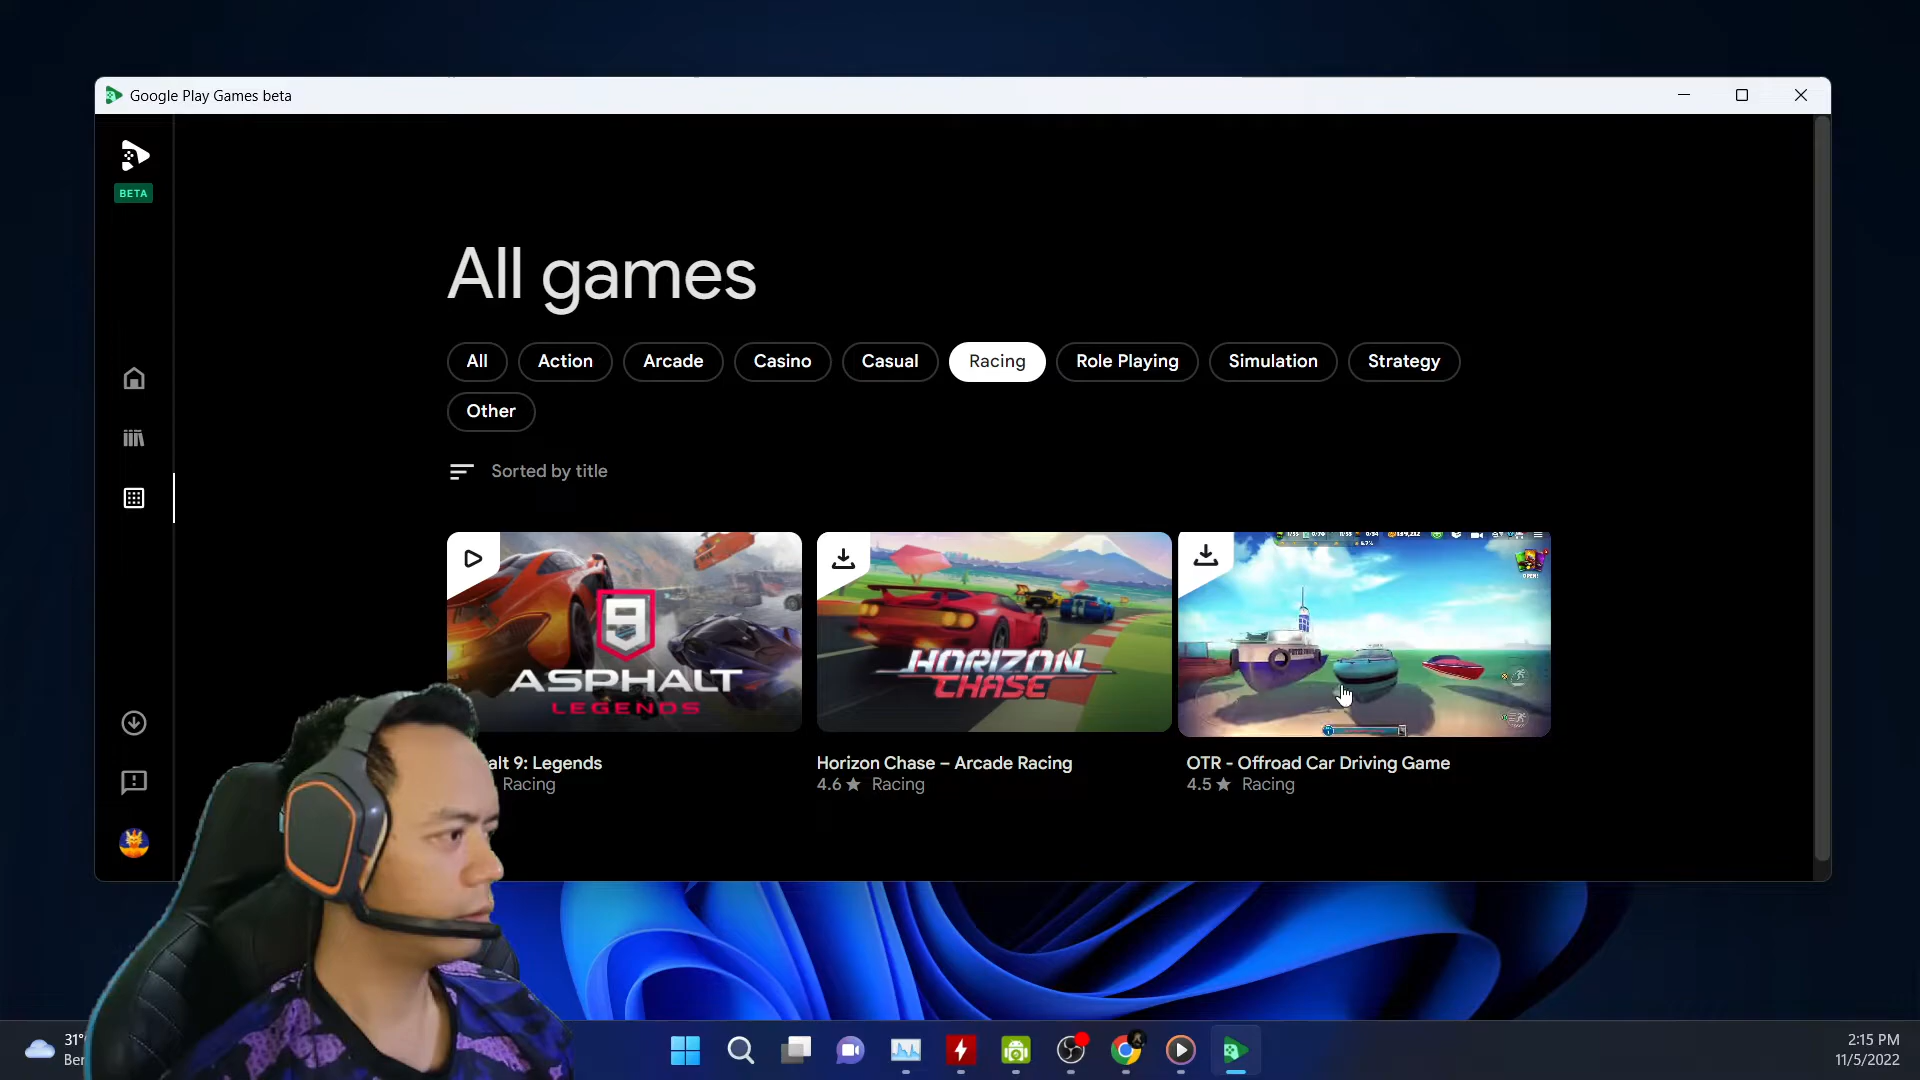 Google Play Games beta
BETA
All games
All
Action
Arcade
Casino
Casual
Racing
Role Playing
Simulation
Strategy
Other
Sorted by title
9
ASPHALT
LEGENDS
HORIZON
CHASE
alt 9: Legends
Racing
Horizon Chase – Arcade Racing
4.6 ★ Racing
OTR - Offroad Car Driving Game
4.5 ★ Racing
31°
Ber
2:15 PM
11/5/2022